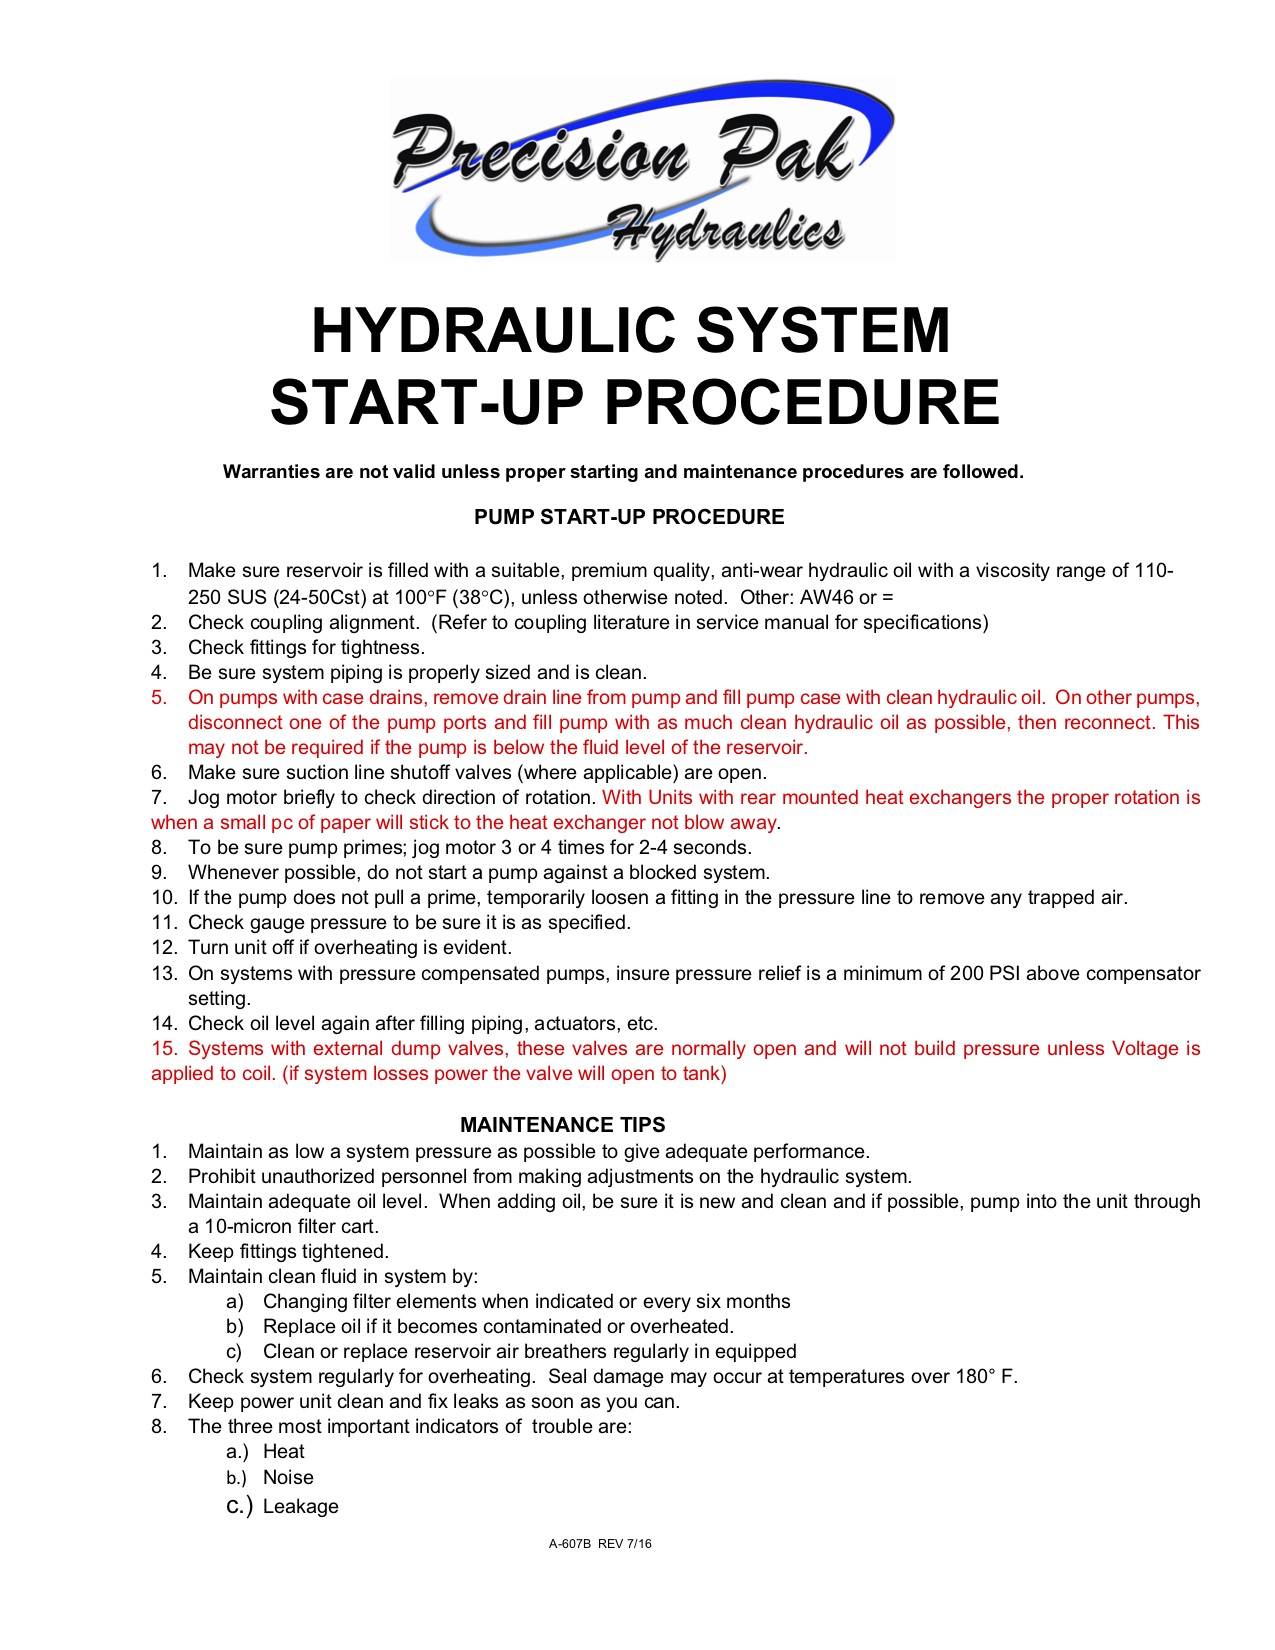 Precision Pak
Hydraulics
HYDRAULIC SYSTEM
START-UP PROCEDURE
Warranties are not valid unless proper starting and maintenance procedures are followed.
PUMP START-UP PROCEDURE
1. Make sure reservoir is filled with a suitable, premium quality, anti-wear hydraulic oil with a viscosity range of 110-
250 SUS (24-50Cst) at 100°F (38°C), unless otherwise noted. Other: AW46 or =
2. Check coupling alignment. (Refer to coupling literature in service manual for specifications)
3. Check fittings for tightness.
4. Be sure system piping is properly sized and is clean.
5. On pumps with case drains, remove drain line from pump and fill pump case with clean hydraulic oil. On other pumps,
disconnect one of the pump ports and fill pump with as much clean hydraulic oil as possible, then reconnect. This
may not be required if the pump is below the fluid level of the reservoir.
6. Make sure suction line shutoff valves (where applicable) are open.
7. Jog motor briefly to check direction of rotation. With Units with rear mounted heat exchangers the proper rotation is
when a small pc of paper will stick to the heat exchanger not blow away.
8. To be sure pump primes; jog motor 3 or 4 times for 2-4 seconds.
9. Whenever possible, do not start a pump against a blocked system.
10. If the pump does not pull a prime, temporarily loosen a fitting in the pressure line to remove any trapped air.
11. Check gauge pressure to be sure it is as specified.
12. Turn unit off if overheating is evident.
13. On systems with pressure compensated pumps, insure pressure relief is a minimum of 200 PSI above compensator
setting.
14. Check oil level again after filling piping, actuators, etc.
15. Systems with external dump valves, these valves are normally open and will not build pressure unless Voltage is
applied to coil. (if system losses power the valve will open to tank)
MAINTENANCE TIPS
1. Maintain as low a system pressure as possible to give adequate performance.
2. Prohibit unauthorized personnel from making adjustments on the hydraulic system.
3. Maintain adequate oil level. When adding oil, be sure it is new and clean and if possible, pump into the unit through
a 10-micron filter cart.
4. Keep fittings tightened.
5. Maintain clean fluid in system by:
a) Changing filter elements when indicated or every six months
b) Replace oil if it becomes contaminated or overheated.
c) Clean or replace reservoir air breathers regularly in equipped
6. Check system regularly for overheating. Seal damage may occur at temperatures over 180° F.
7. Keep power unit clean and fix leaks as soon as you can.
8. The three most important indicators of trouble are:
a.) Heat
b.) Noise
c.) Leakage
A-607B REV 7/16